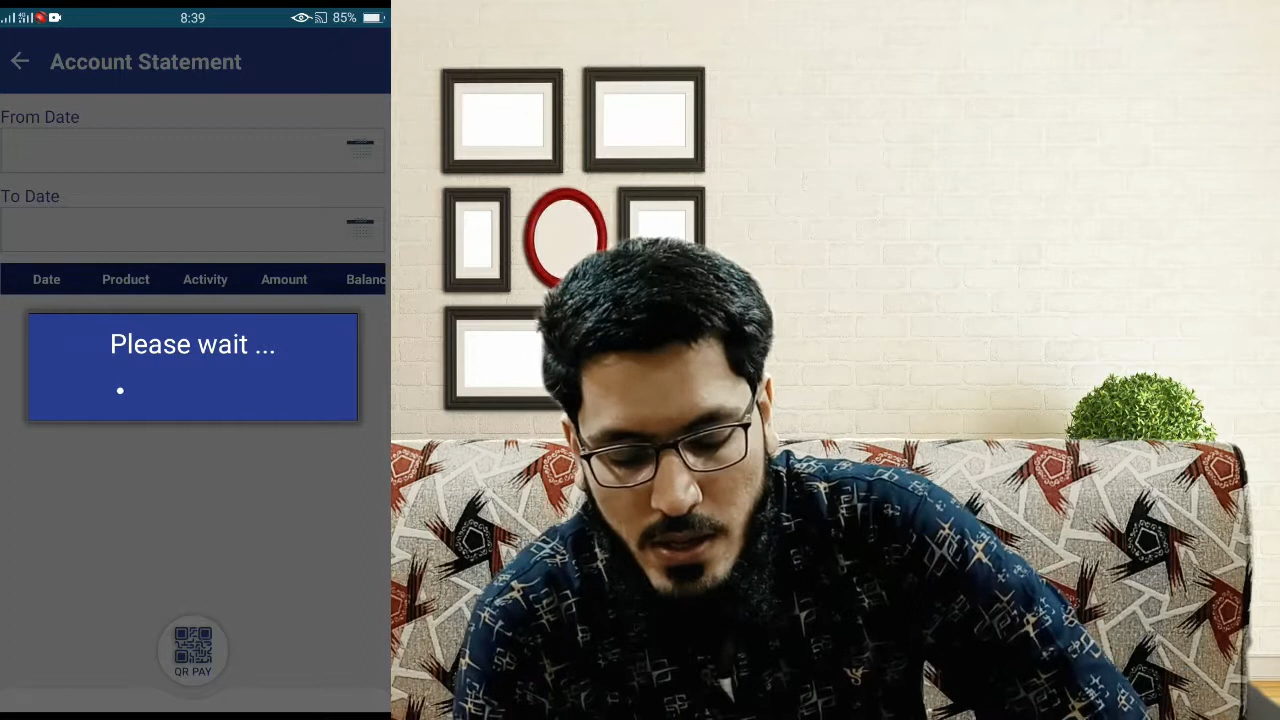 8:39
85%
Account Statement
From Date
To Date
Date Product Activity Amount Balanc
Please wait ...
QR PAY